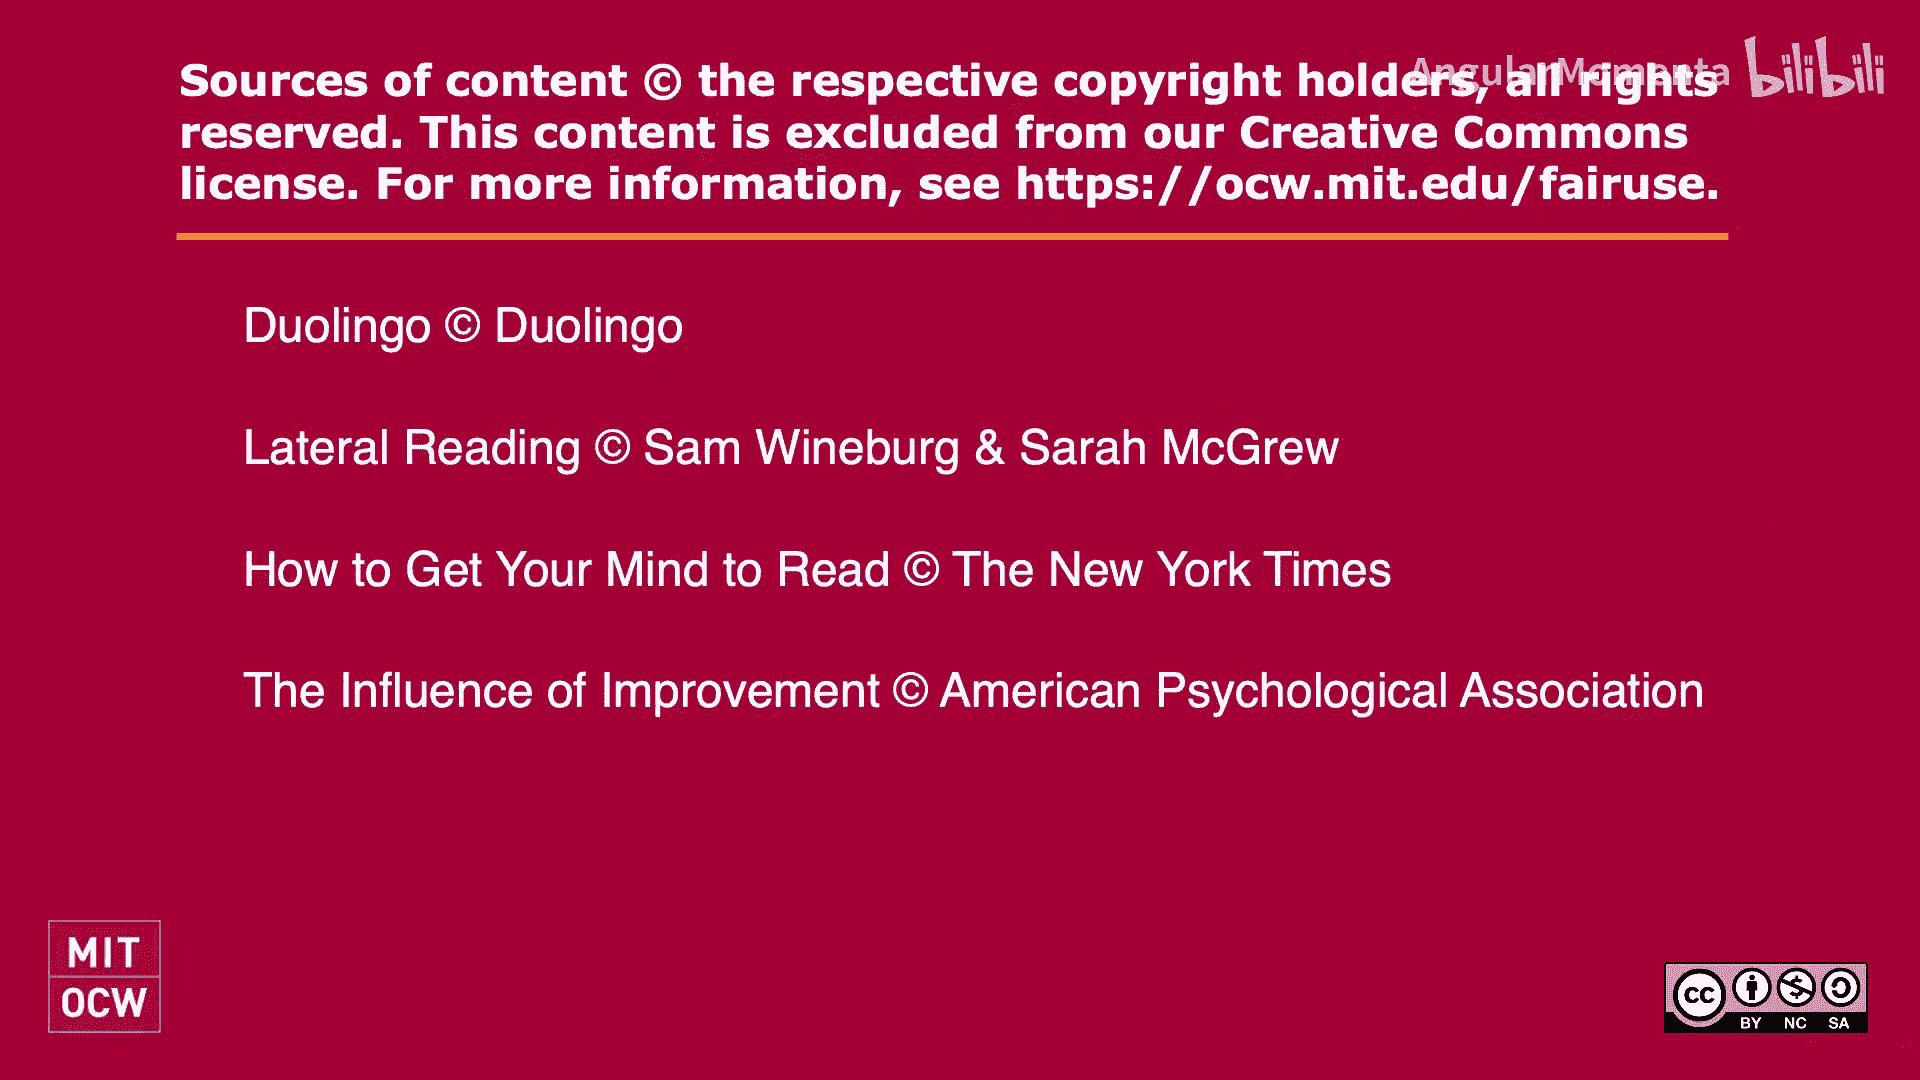 Sources of content © the respective copyright holders, all rights
reserved. This content is excluded from our Creative Commons
license. For more information, see https://ocw.mit.edu/fairuse.
AngularMomenta bilibili
Duolingo © Duolingo
Lateral Reading © Sam Wineburg & Sarah McGrew
How to Get Your Mind to Read © The New York Times
The Influence of Improvement © American Psychological Association
MIT
OCW
cc
BY NC SA